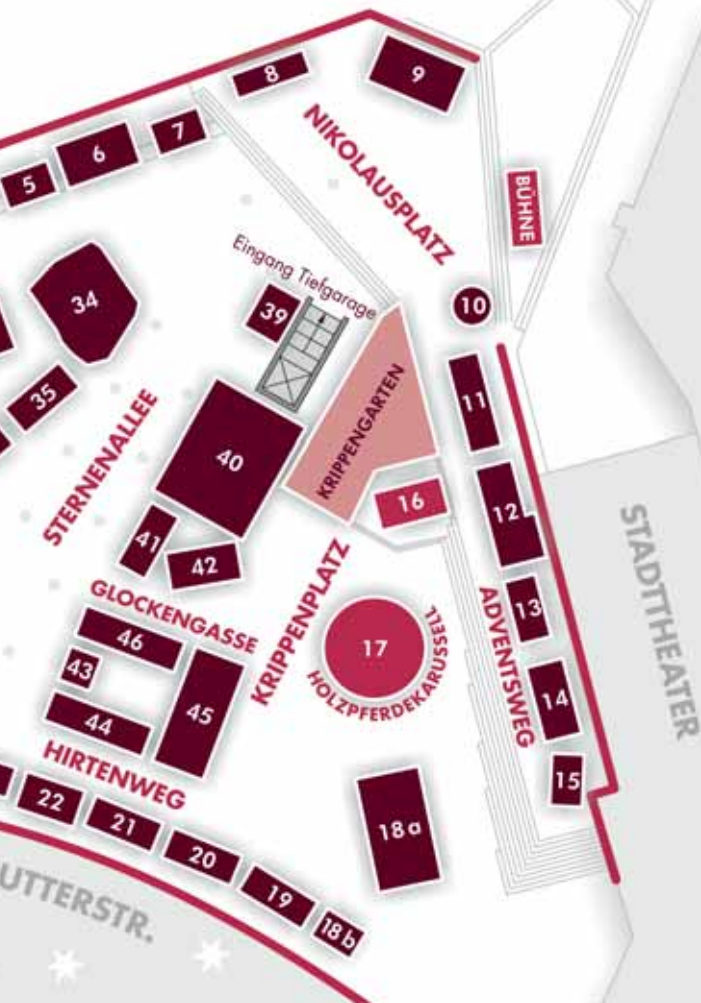 8
9
7
6
5
NIKOLAUSPLATZ
BÜHNE
Eingang Tiefgarage
34
39
10
35
KRIPPENGARTEN
11
STERNENALLEE
40
16
12
41
42
STADTTHEATER
GLOCKENGASSE
KRIPPENPLATZ
13
46
17
HOLZPFERDEKARUSSELL
ADVENTSWEG
43
45
14
44
HIRTENWEG
15
22
21
20
18a
19
18b
UTTERSTR.